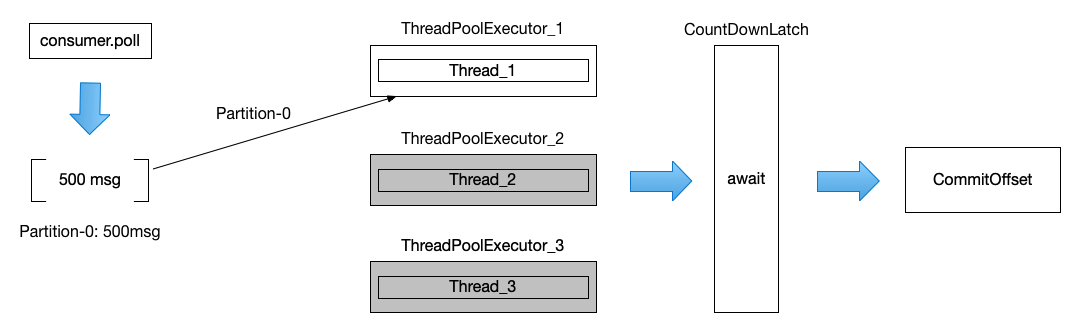 consumer.poll
500 msg
Partition-0: 500msg
Partition-0
ThreadPoolExecutor_1
Thread_1
ThreadPoolExecutor_2
Thread_2
ThreadPoolExecutor_3
Thread_3
CountDownLatch
await
CommitOffset